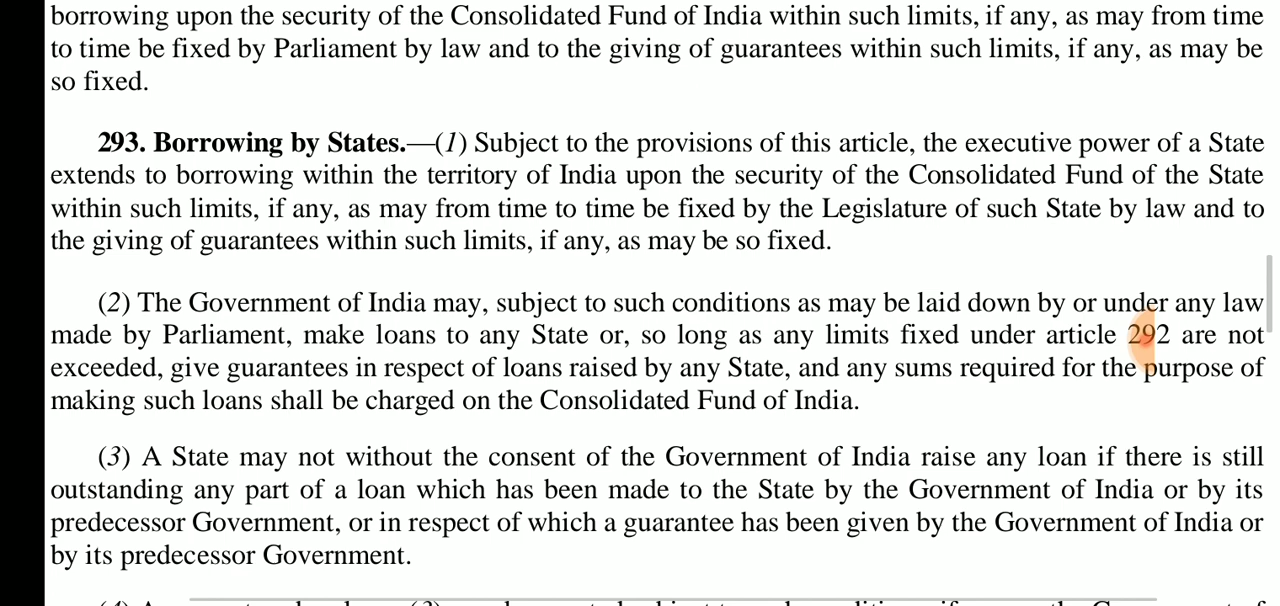 borrowing upon the security of the Consolidated Fund of India within such limits, if any, as may from time
to time be fixed by Parliament by law and to the giving of guarantees within such limits, if any, as may be
so fixed.
293. Borrowing by States.—(1) Subject to the provisions of this article, the executive power of a State
extends to borrowing within the territory of India upon the security of the Consolidated Fund of the State
within such limits, if any, as may from time to time be fixed by the Legislature of such State by law and to
the giving of guarantees within such limits, if any, as may be so fixed.
(2) The Government of India may, subject to such conditions as may be laid down by or under any law
made by Parliament, make loans to any State or, so long as any limits fixed under article 292 are not
exceeded, give guarantees in respect of loans raised by any State, and any sums required for the purpose of
making such loans shall be charged on the Consolidated Fund of India.
(3) A State may not without the consent of the Government of India raise any loan if there is still
outstanding any part of a loan which has been made to the State by the Government of India or by its
predecessor Government, or in respect of which a guarantee has been given by the Government of India or
by its predecessor Government.